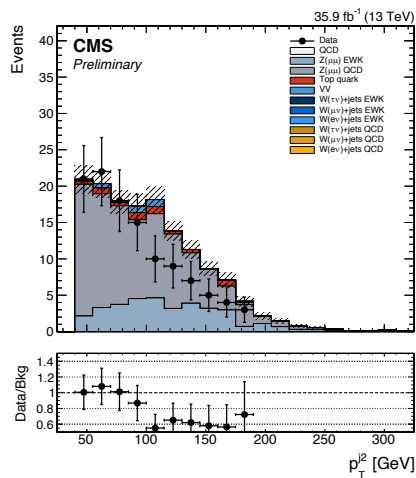 35.9 fb⁻¹ (13 TeV)
Events
40
35
30
25
20
15
10
5
0
CMS
Preliminary
Data
QCD
Z(μμ) EWK
Z(μμ) QCD
Top quark
VV
W(τν)+jets EWK
W(μν)+jets EWK
W(eν)+jets EWK
W(τν)+jets QCD
W(μν)+jets QCD
W(eν)+jets QCD
Data/Bkg
1.4
1.2
1
0.8
0.6
50 100 150 200 250 300
p_T^{j2} [GeV]